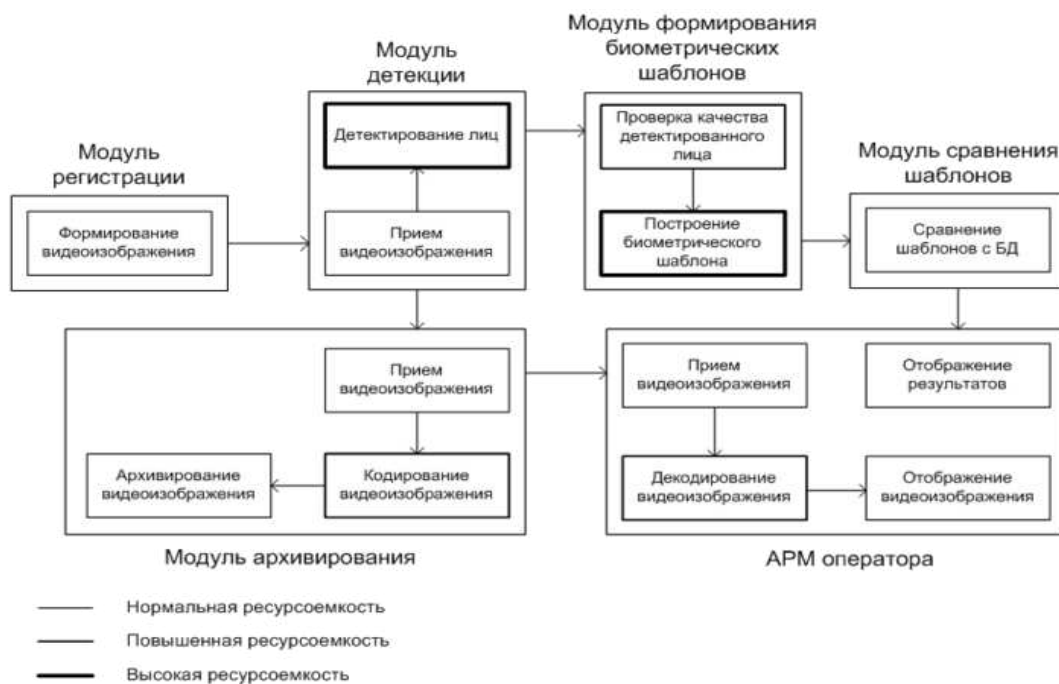 Модуль
регистрации
Формирование
видеоизображения
Модуль
детекции
Детектирование лиц
Прием
видеоизображения
Модуль формирования
биометрических
шаблонов
Проверка качества
детектированного
лица
Построение
биометрического
шаблона
Модуль сравнения
шаблонов
Сравнение
шаблонов с БД
Прием
видеоизображения
Архивирование
видеоизображения
Кодирование
видеоизображения
Модуль архивирования
Прием
видеоизображения
Отображение
результатов
Декодирование
видеоизображения
Отображение
видеоизображения
АРМ оператора
Нормальная ресурсоемкость
Повышенная ресурсоемкость
Высокая ресурсоемкость